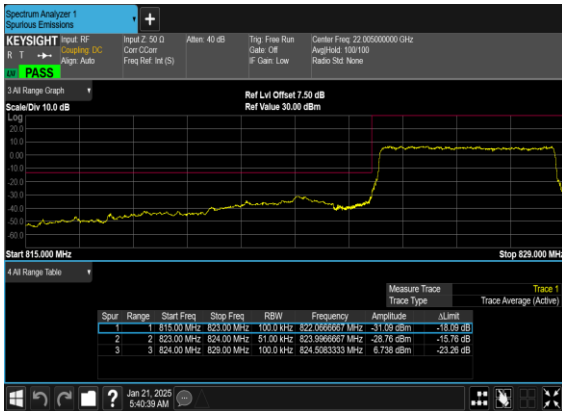 Spectrum Analyzer 1
Spurious Emissions
KEYSIGHT Input: RF Input Z: 50 Ω Atten: 40 dB Trig: Free Run Center Freq: 22.005000000 GHz
R T Coupling: DC Corr CCorr Gate: Off Avg|Hold: 100/100
Align: Auto Freq Ref: Int (S) IF Gain: Low Radio Std: None
PASS
3 All Range Graph
Ref Lvl Offset 7.50 dB
Scale/Div 10.0 dB Ref Value 30.00 dBm
Log
20.0
10.0
0.00
-10.0
-20.0
-30.0
-40.0
-50.0
-60.0
Start 815.000 MHz Stop 829.000 MHz
4 All Range Table
Measure Trace Trace 1
Trace Type Trace Average (Active)
Spur Range Start Freq Stop Freq RBW Frequency Amplitude ΔLimit
1 1 815.00 MHz 823.00 MHz 100.0 kHz 822.0666667 MHz -31.09 dBm -18.09 dB
2 2 823.00 MHz 824.00 MHz 51.00 kHz 823.9966667 MHz -28.76 dBm -15.76 dB
3 3 824.00 MHz 829.00 MHz 100.0 kHz 824.5083333 MHz 6.738 dBm -23.26 dB
Jan 21, 2025
5:40:39 AM